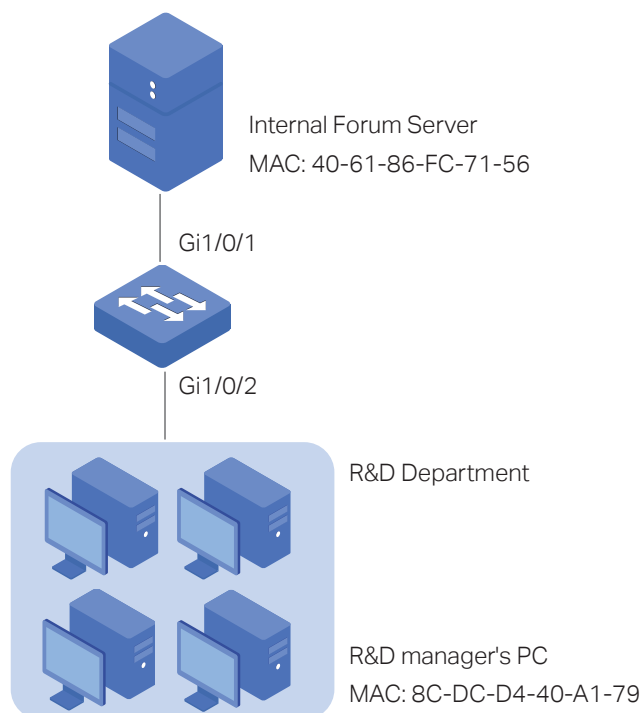 Internal Forum Server
MAC: 40-61-86-FC-71-56
Gi1/0/1
Gi1/0/2
R&D Department
R&D manager's PC
MAC: 8C-DC-D4-40-A1-79